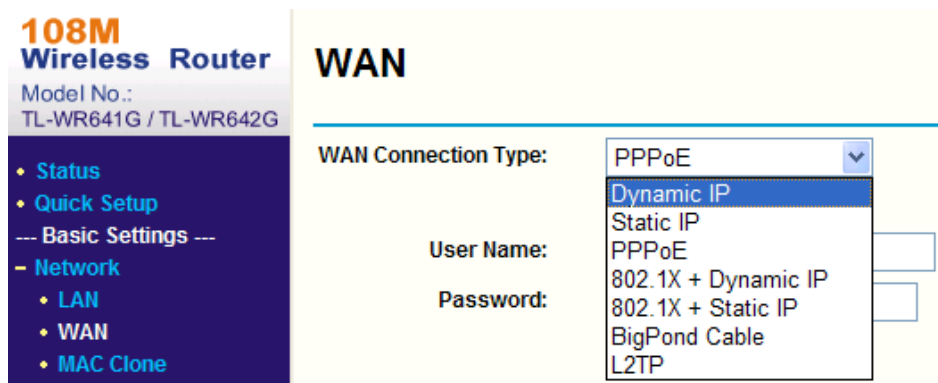 108M
Wireless Router
Model No.:
TL-WR641G / TL-WR642G
• Status
• Quick Setup
--- Basic Settings ---
– Network
• LAN
• WAN
• MAC Clone
WAN
WAN Connection Type:
PPPoE
Dynamic IP
Static IP
PPPoE
802.1X + Dynamic IP
802.1X + Static IP
BigPond Cable
L2TP
User Name:
Password: